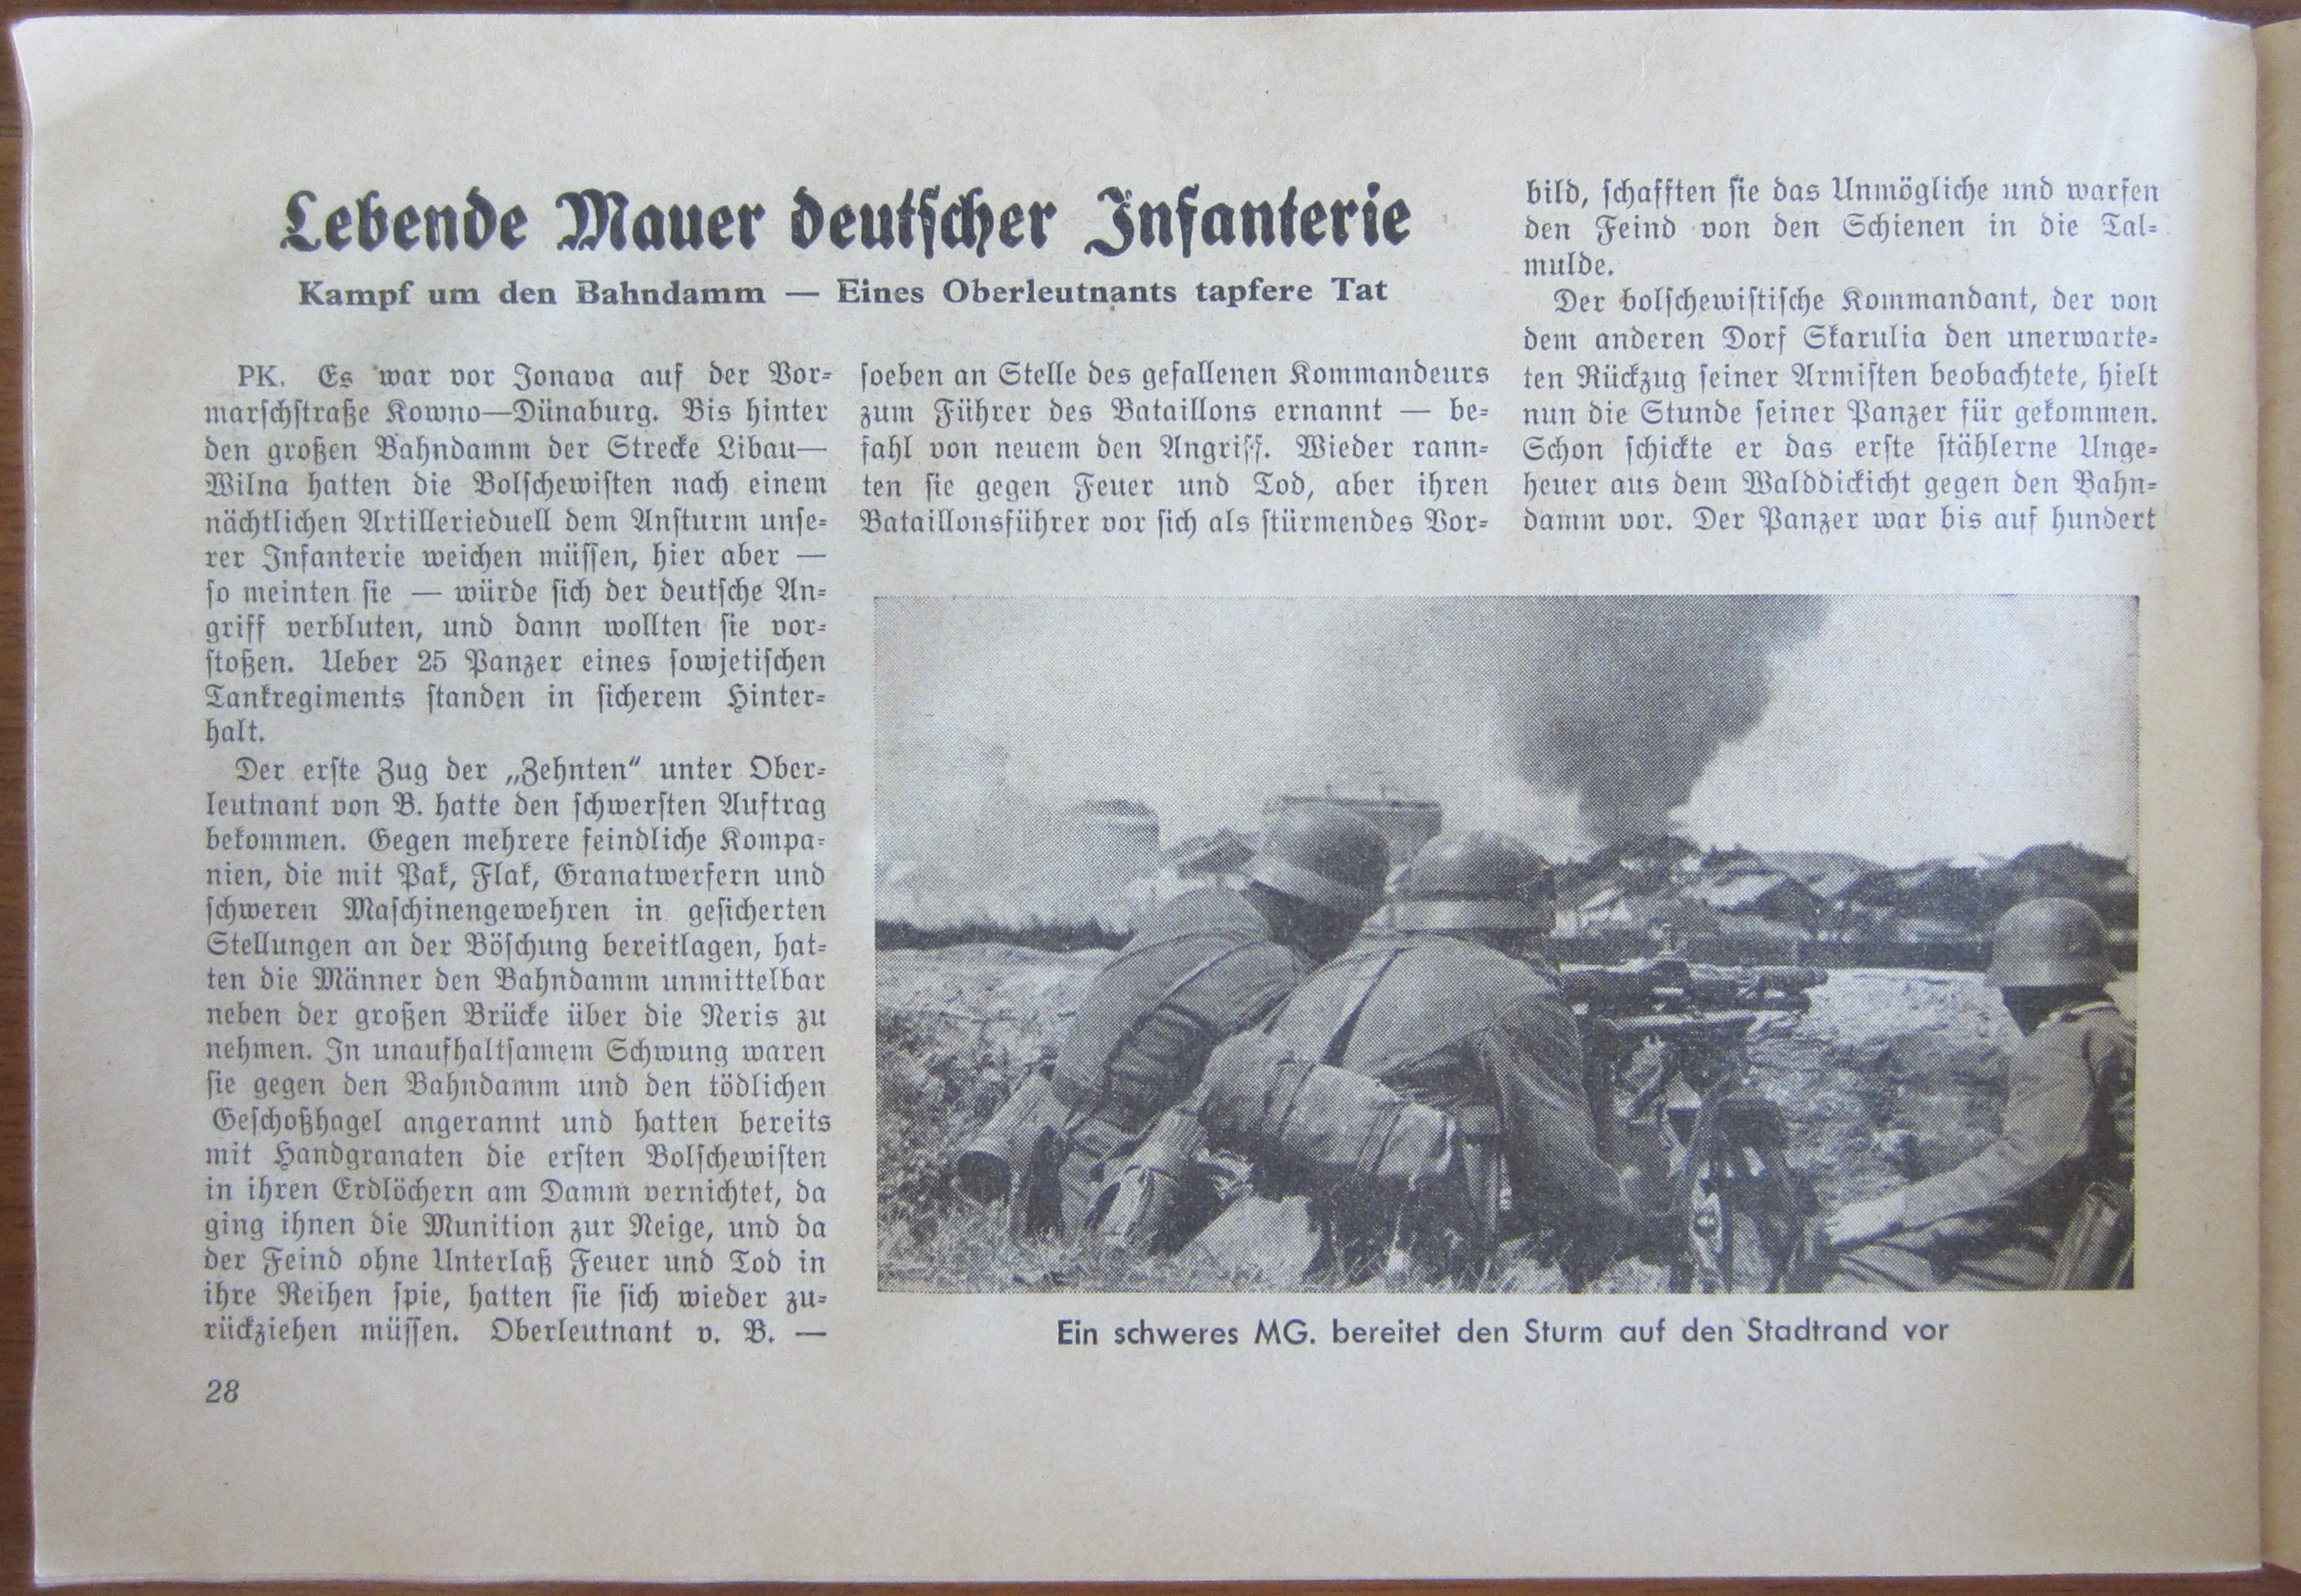 Lebende Mauer deutscher Infanterie
Kampf um den Bahndamm — Eines Oberleutnants tapfere Tat
PK. Es war vor Jonava auf der Vor-
marschstraße Kowno—Dünaburg. Bis hinter
den großen Bahndamm der Strecke Libau—
Wilna hatten die Bolschewisten nach einem
nächtlichen Artillerieduell dem Ansturm unse-
rer Infanterie weichen müssen, hier aber —
so meinten sie — würde sich der deutsche An-
griff verbluten, und dann wollten sie vor-
stoßen. Ueber 25 Panzer eines sowjetischen
Tankregiments standen in sicherem Hinter-
halt.
Der erste Zug der „Zehnten“ unter Ober-
leutnant von B. hatte den schwersten Auftrag
bekommen. Gegen mehrere feindliche Kompa-
nien, die mit Pak, Flak, Granatwerfern und
schweren Maschinengewehren in gesicherten
Stellungen an der Böschung bereitlagen, hat-
ten die Männer den Bahndamm unmittelbar
neben der großen Brücke über die Neris zu
nehmen. In unaufhaltsamem Schwung waren
sie gegen den Bahndamm und den tödlichen
Geschoßhagel angerannt und hatten bereits
mit Handgranaten die ersten Bolschewisten
in ihren Erdlöchern am Damm vernichtet, da
ging ihnen die Munition zur Neige, und da
der Feind ohne Unterlaß Feuer und Tod in
ihre Reihen spie, hatten sie sich wieder zu-
rückziehen müssen. Oberleutnant v. B. —
soeben an Stelle des gefallenen Kommandeurs
zum Führer des Bataillons ernannt — be-
fahl von neuem den Angriff. Wieder rann-
ten sie gegen Feuer und Tod, aber ihren
Bataillonsführer vor sich als stürmendes Vor-
bild, schafften sie das Unmögliche und warfen
den Feind von den Schienen in die Tal-
mulde.
Der bolschewistische Kommandant, der von
dem anderen Dorf Skarulia den unerwarte-
ten Rückzug seiner Armisten beobachtete, hielt
nun die Stunde seiner Panzer für gekommen.
Schon schickte er das erste stählerne Unge-
heuer aus dem Walddickicht gegen den Bahn-
damm vor. Der Panzer war bis auf hundert
Ein schweres MG. bereitet den Sturm auf den Stadtrand vor
28